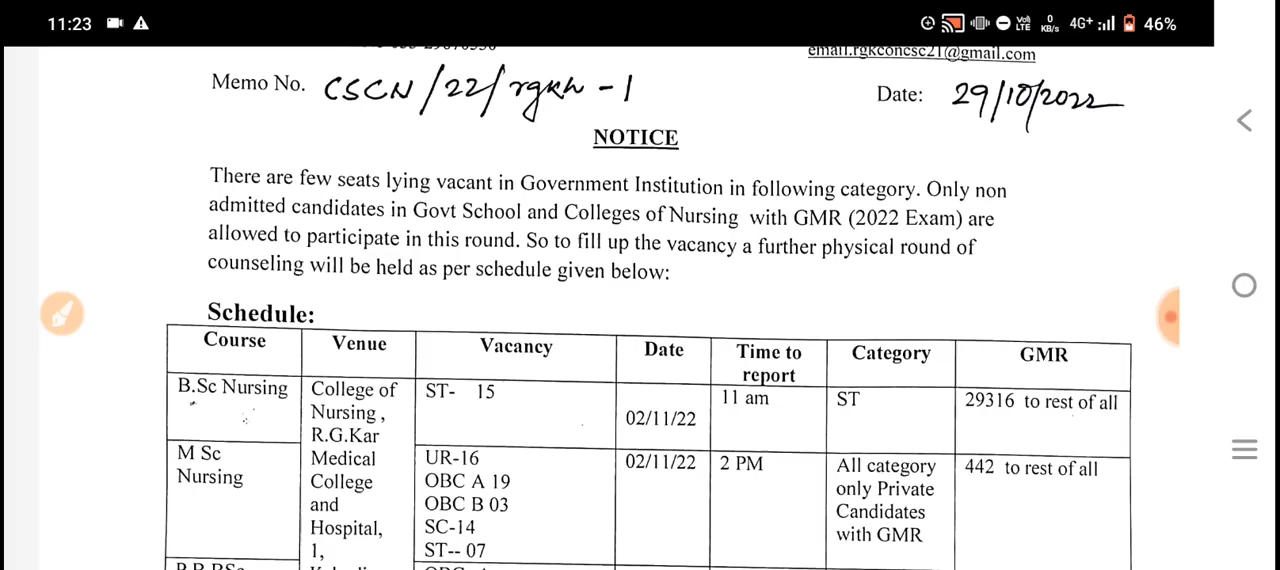 11:23
Vo) LTE 0 KB/s 4G+ 46%
email.rgkconcsc21@gmail.com
Memo No. CSCN/22/rgkh-1 Date: 29/10/2022
NOTICE
There are few seats lying vacant in Government Institution in following category. Only non
admitted candidates in Govt School and Colleges of Nursing with GMR (2022 Exam) are
allowed to participate in this round. So to fill up the vacancy a further physical round of
counseling will be held as per schedule given below:
Schedule:
Course Venue Vacancy Date Time to report Category GMR
B.Sc Nursing College of Nursing , R.G.Kar Medical College and Hospital, 1, ST- 15 02/11/22 11 am ST 29316 to rest of all
M Sc Nursing UR-16 02/11/22 2 PM All category only Private Candidates with GMR 442 to rest of all
OBC A 19
OBC B 03
SC-14
ST-- 07